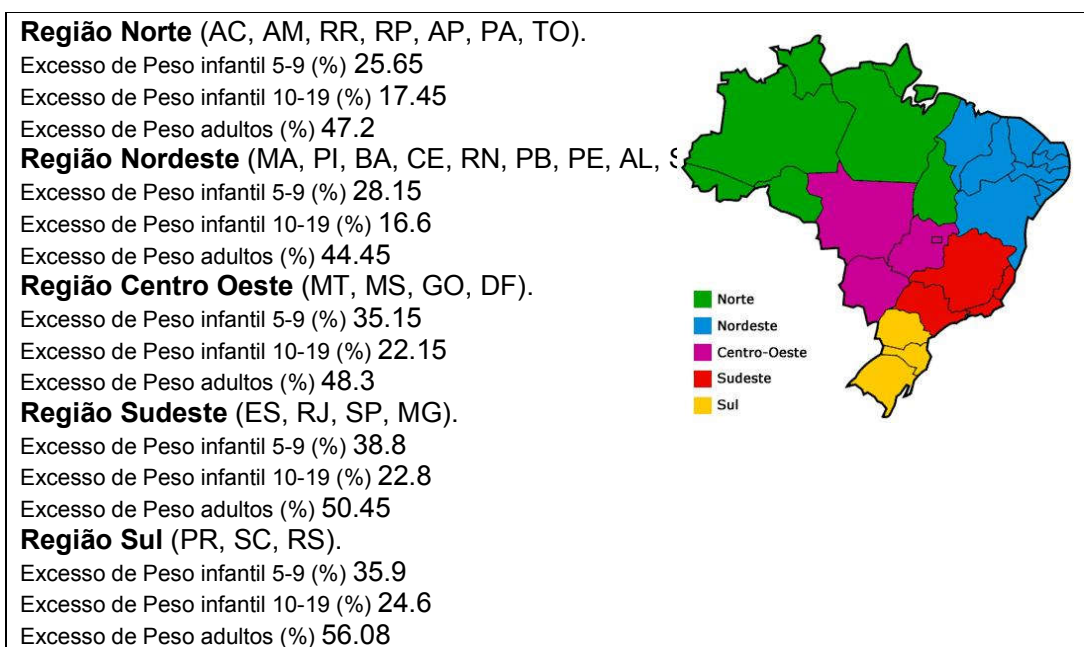 Região Norte (AC, AM, RR, RP, AP, PA, TO).
Excesso de Peso infantil 5-9 (%) 25.65
Excesso de Peso infantil 10-19 (%) 17.45
Excesso de Peso adultos (%) 47.2
Região Nordeste (MA, PI, BA, CE, RN, PB, PE, AL,
Excesso de Peso infantil 5-9 (%) 28.15
Excesso de Peso infantil 10-19 (%) 16.6
Excesso de Peso adultos (%) 44.45
Região Centro Oeste (MT, MS, GO, DF).
Excesso de Peso infantil 5-9 (%) 35.15
Excesso de Peso infantil 10-19 (%) 22.15
Excesso de Peso adultos (%) 48.3
Região Sudeste (ES, RJ, SP, MG).
Excesso de Peso infantil 5-9 (%) 38.8
Excesso de Peso infantil 10-19 (%) 22.8
Excesso de Peso adultos (%) 50.45
Região Sul (PR, SC, RS).
Excesso de Peso infantil 5-9 (%) 35.9
Excesso de Peso infantil 10-19 (%) 24.6
Excesso de Peso adultos (%) 56.08
Norte
Nordeste
Centro-Oeste
Sudeste
Sul